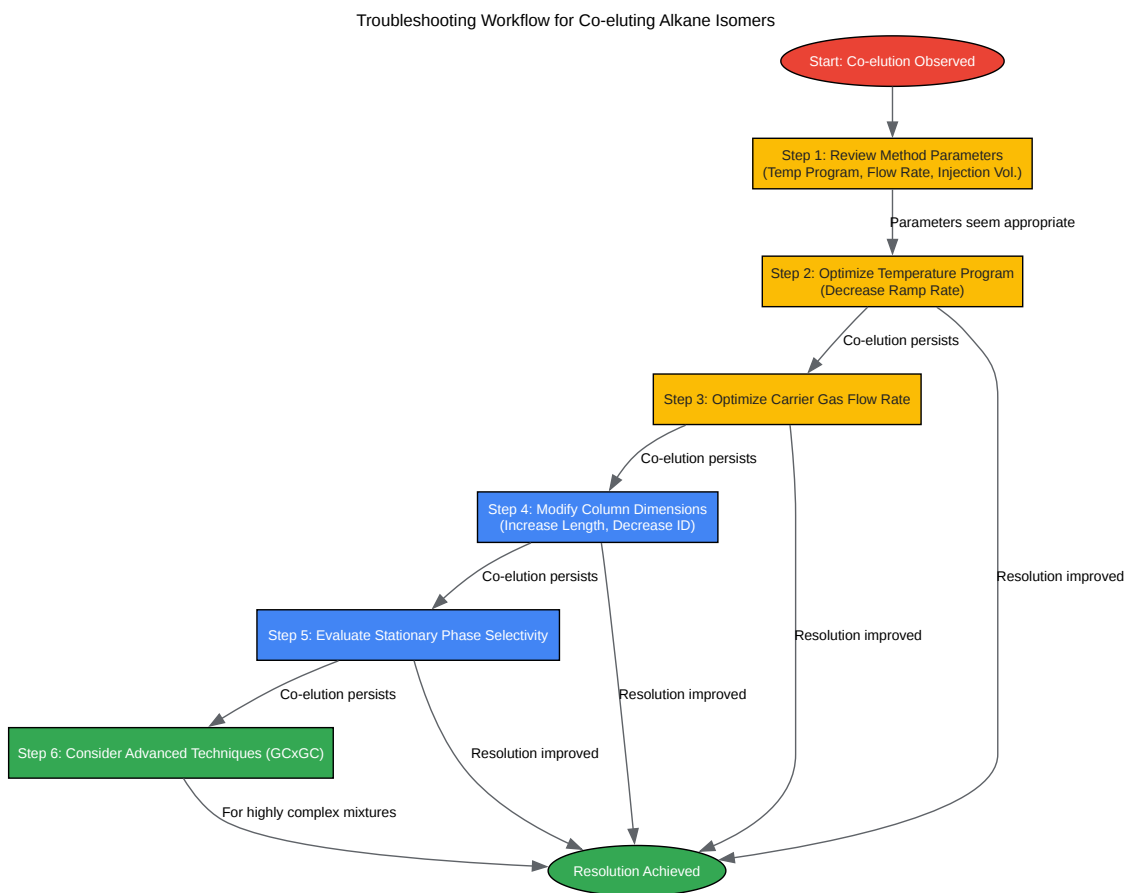 Troubleshooting Workflow for Co-eluting Alkane Isomers
Start: Co-elution Observed
Step 1: Review Method Parameters
(Temp Program, Flow Rate, Injection Vol.)
Parameters seem appropriate
Step 2: Optimize Temperature Program
(Decrease Ramp Rate)
Co-elution persists
Step 3: Optimize Carrier Gas Flow Rate
Co-elution persists
Step 4: Modify Column Dimensions
(Increase Length, Decrease ID)
Co-elution persists
Resolution improved
Step 5: Evaluate Stationary Phase Selectivity
Resolution improved
Co-elution persists
Resolution improved
Step 6: Consider Advanced Techniques (GCxGC)
Resolution improved
For highly complex mixtures
Resolution Achieved